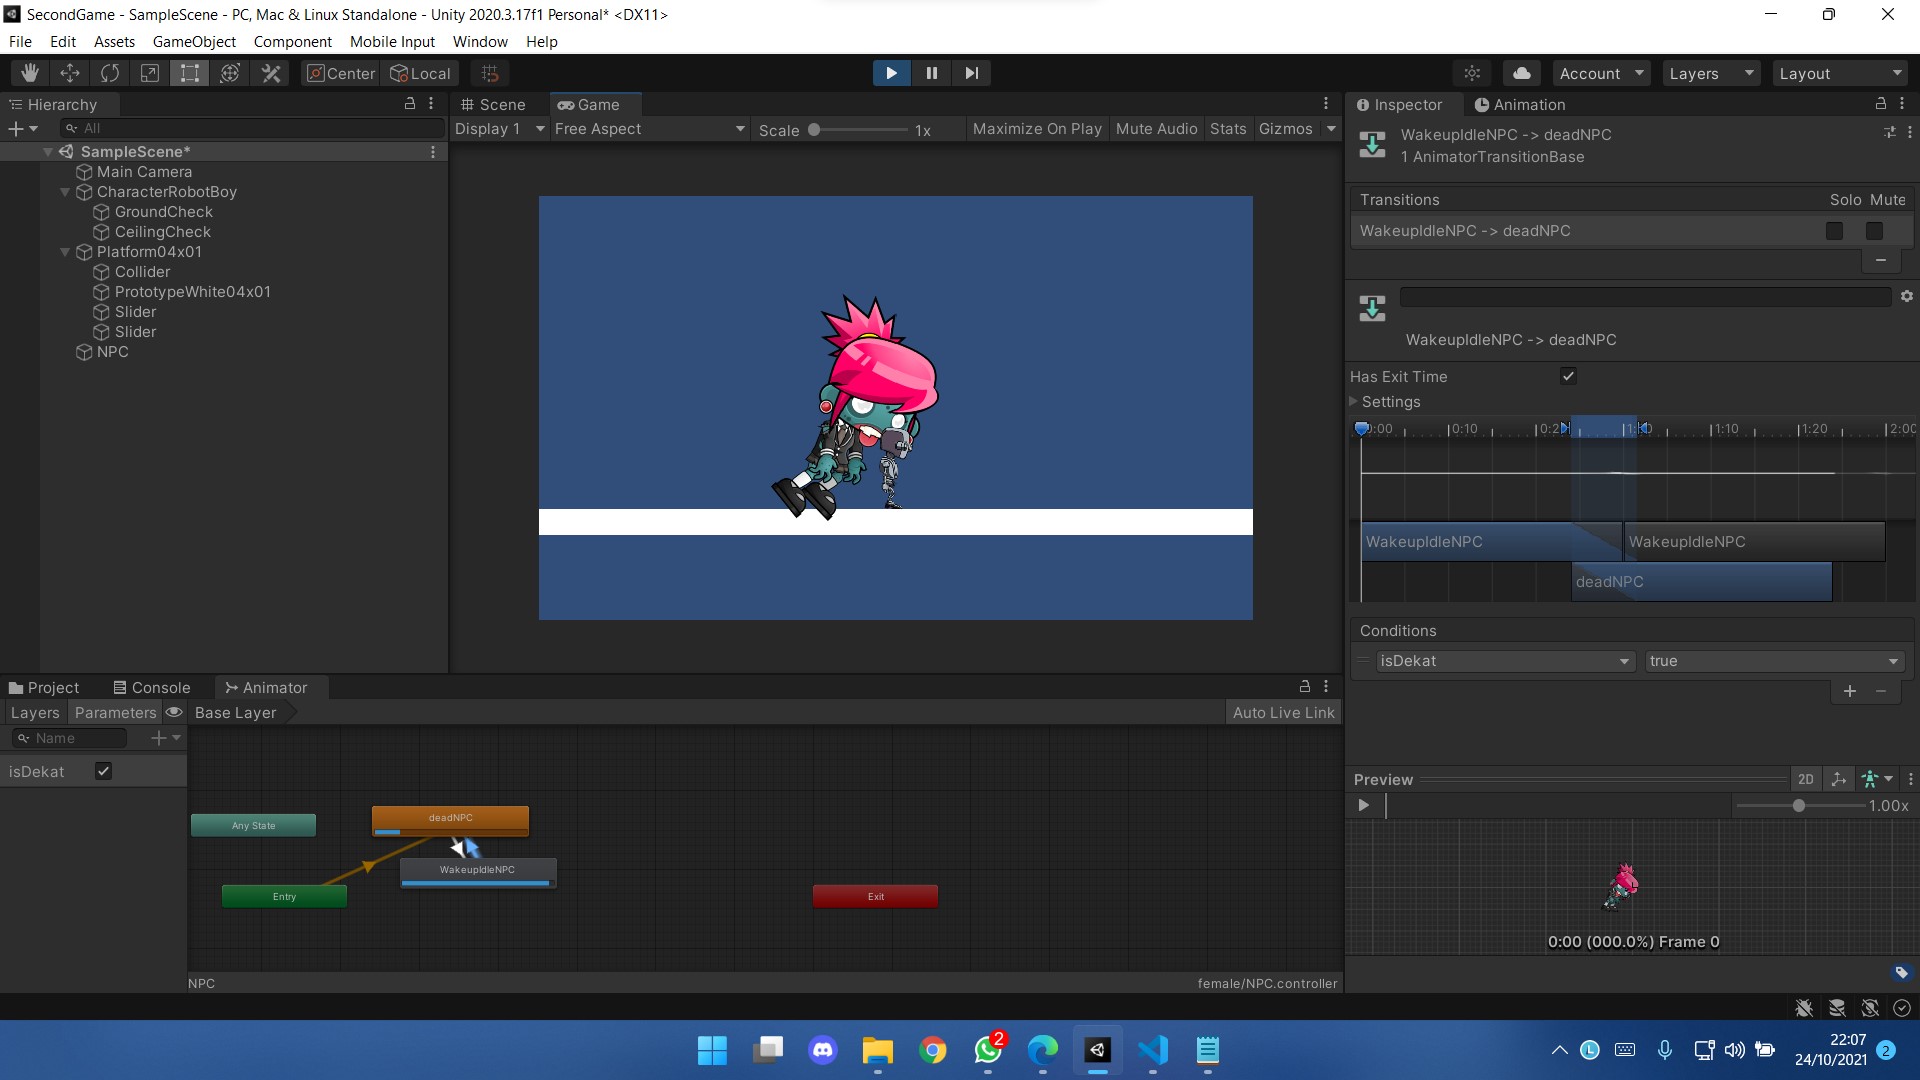 SecondGame - SampleScene - PC, Mac & Linux Standalone - Unity 2020.3.17f1 Personal* <DX11>
File Edit Assets GameObject Component Mobile Input Window Help
Center Local Account Layers Layout
Hierarchy
All
SampleScene*
Main Camera
CharacterRobotBoy
GroundCheck
CeilingCheck
Platform04x01
Collider
PrototypeWhite04x01
Slider
Slider
NPC
Scene Game
Display 1 Free Aspect Scale 1x Maximize On Play Mute Audio Stats Gizmos
Inspector Animation
WakeupIdleNPC -> deadNPC
1 AnimatorTransitionBase
Transitions Solo Mute
WakeupIdleNPC -> deadNPC
WakeupIdleNPC -> deadNPC
Has Exit Time
Settings
0:10 1:10 1:20 2:00
WakeupIdleNPC WakeupIdleNPC
deadNPC
Conditions
isDekat true
Preview 2D
1.00x
0:00 (000.0%) Frame 0
Project Console Animator
Layers Parameters Base Layer Auto Live Link
Name
isDekat
deadNPC
Any State
WakeupIdleNPC
Entry
Exit
NPC female/NPC.controller
2
22:07
24/10/2021
2